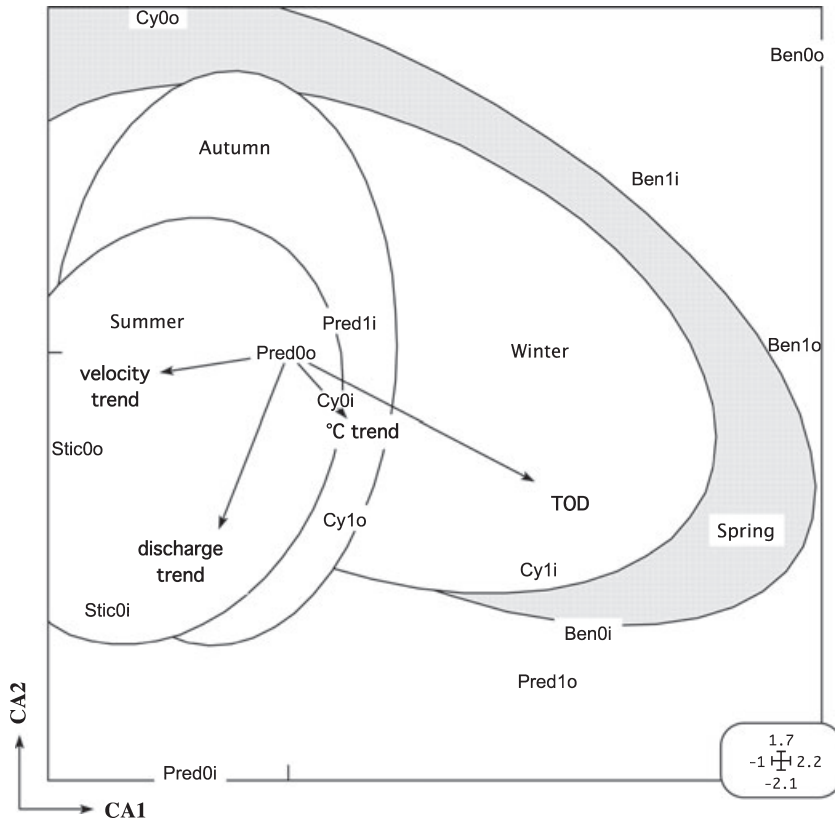 Cy0o
Ben0o
Autumn
Ben1i
Summer
Pred1i
Ben1o
Pred0o
Winter
velocity
trend
Cy0i
°C trend
Stic0o
TOD
Cy1o
Spring
discharge
trend
Cy1i
Stic0i
Ben0i
Pred1o
CA2
1.7
-1 2.2
-2.1
Pred0i
CA1